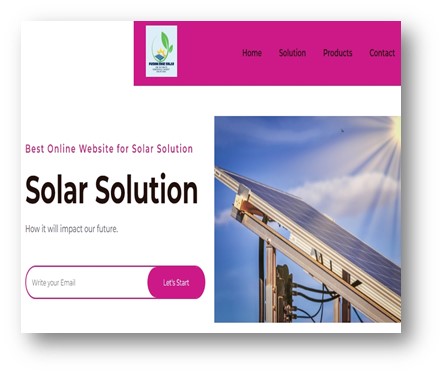 Home Solution Products Contact
Best Online Website for Solar Solution
Solar Solution
How it will impact our future.
Write your Email Let's Start